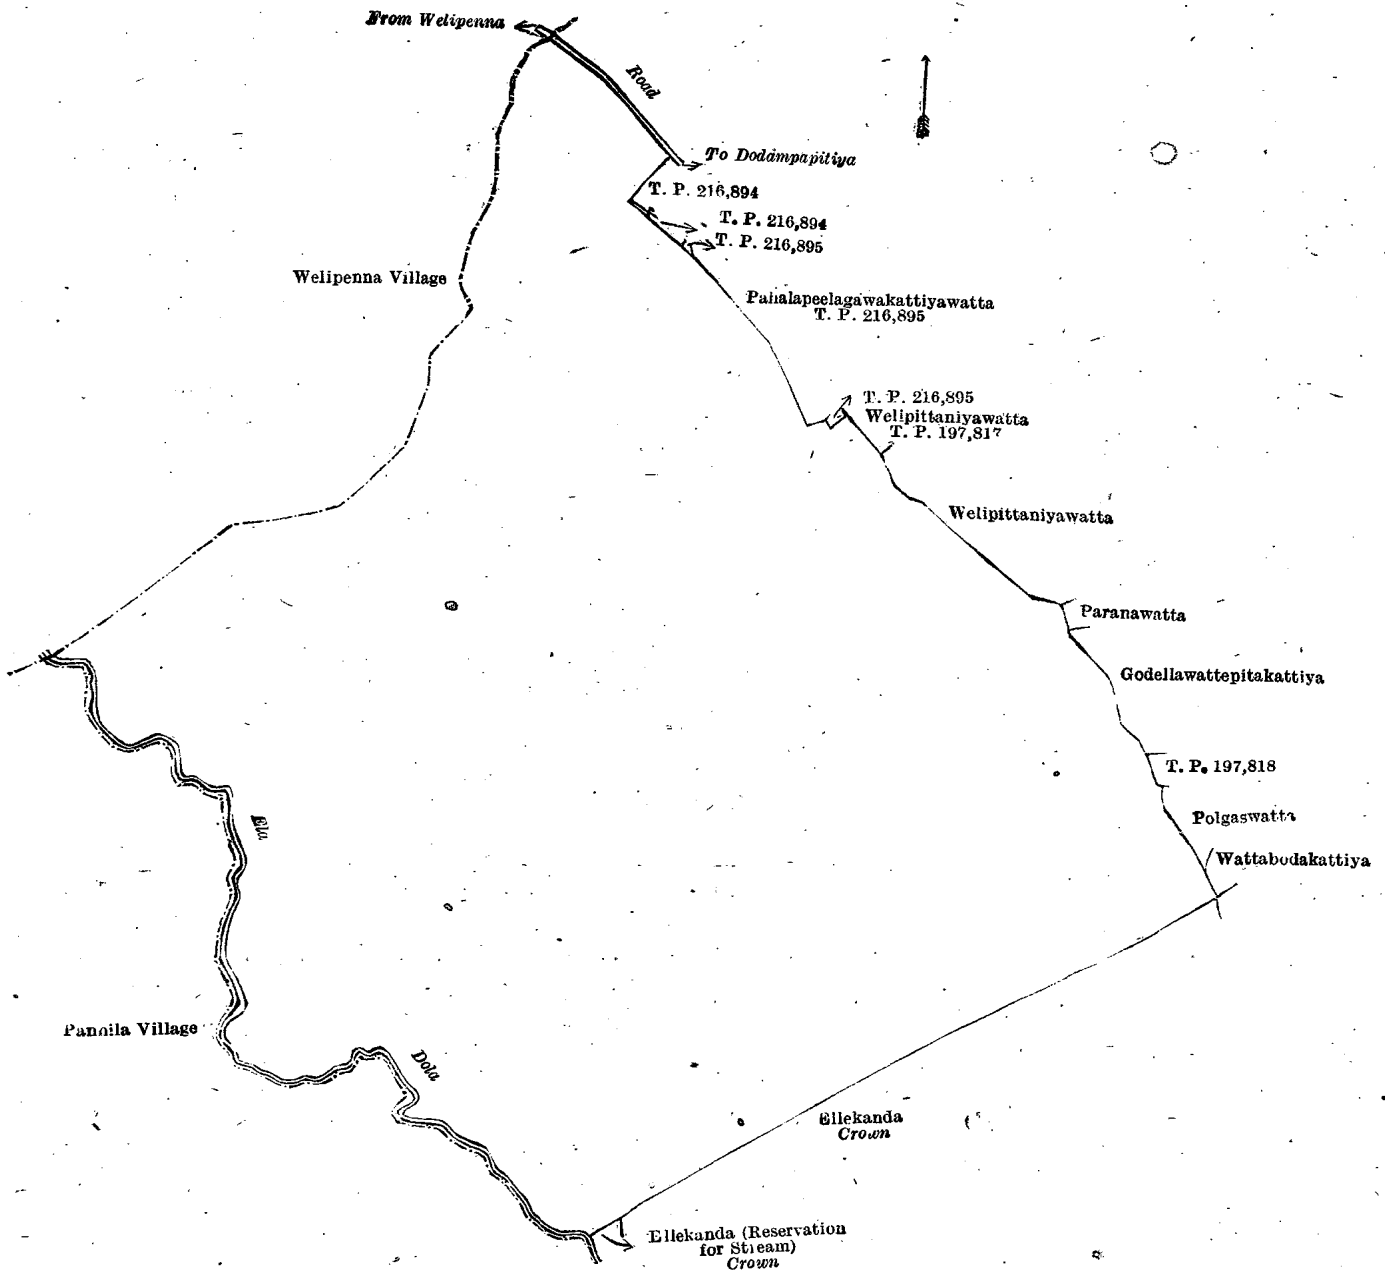 From Welipenna
Road
To Dodampapitiya
T. P. 216,894
T. P. 216,894
T. P. 216,895
Welipenna Village
Pahalapeelagawakattiyawatta
T. P. 216,895
T. P. 216,895
Welipittaniyawatta
T. P. 197,817
Welipittaniyawatta
Paranawatta
Godellawattepitakattiya
T. P. 197,818
Polgaswatta
Ela
Wattabodakattiya
Pannila Village
Dola
Ellekanda
Crown
Ellekanda (Reservation
for Stream)
Crown